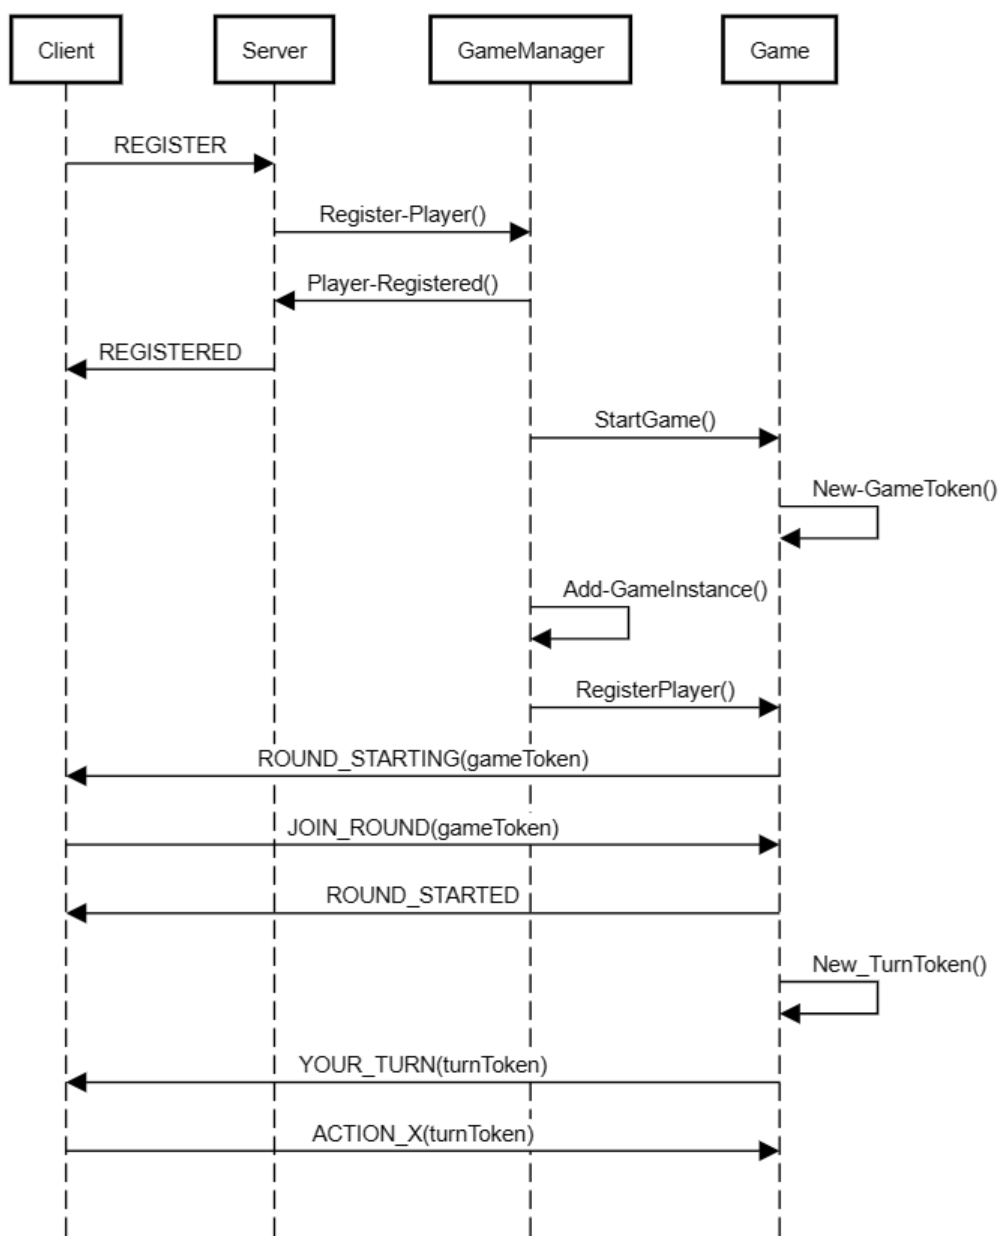 Client
Server
GameManager
Game
REGISTER
Register-Player()
Player-Registered()
REGISTERED
StartGame()
New-GameToken()
Add-GameInstance()
RegisterPlayer()
ROUND_STARTING(gameToken)
JOIN_ROUND(gameToken)
ROUND_STARTED
New_TurnToken()
YOUR_TURN(turnToken)
ACTION_X(turnToken)